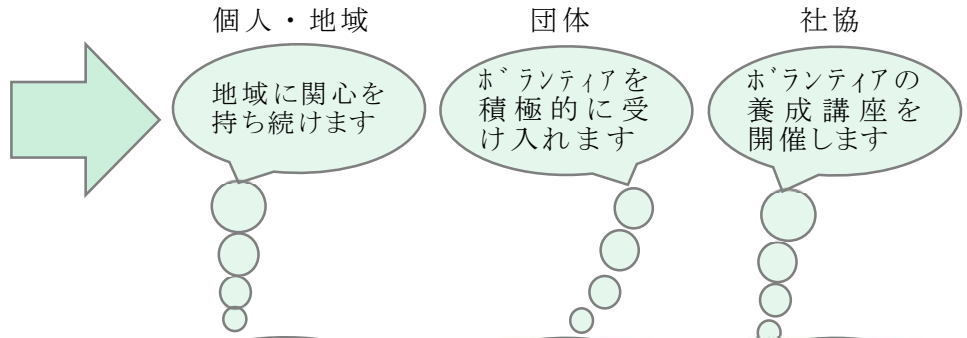 個人・地域
団体
社協
地域に関心を
持ち続けます
ﾎﾞランティアを
積極的に受
け入れます
ﾎﾞランティアの
養成講座を
開催します